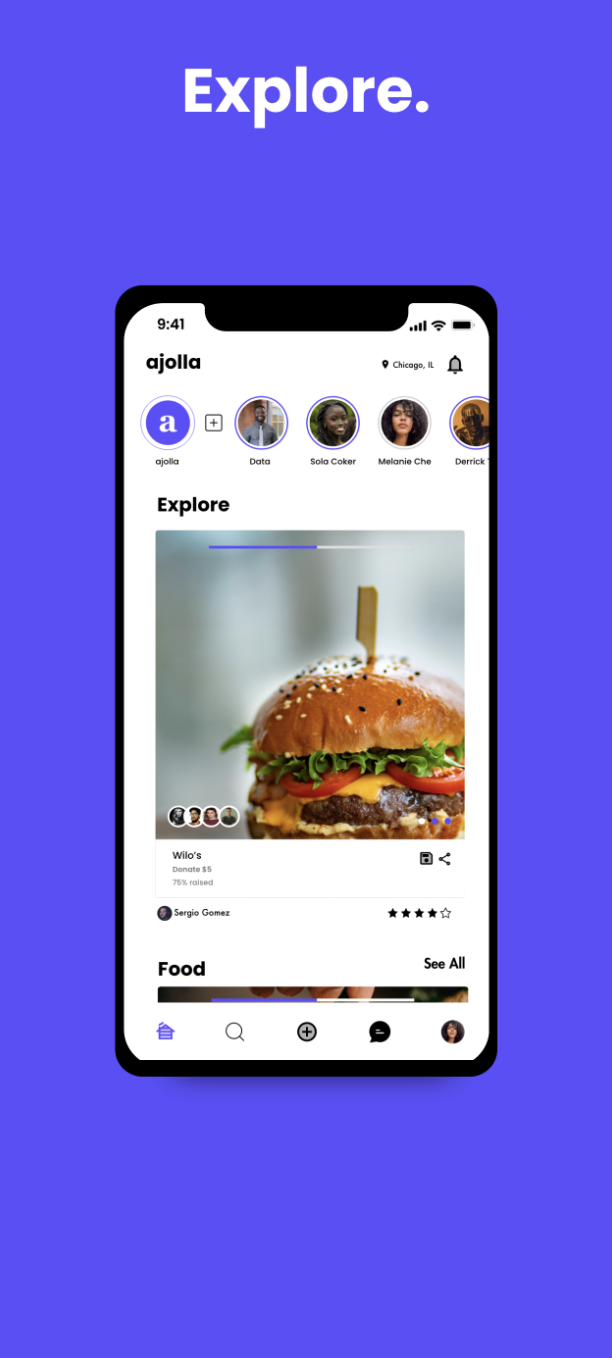 Explore.
9:41
ajolla
Chicago, IL
a
ajolla
Data
Sola Coker
Melanie Che
Derrick
Explore
Wilo's
Donate $5
75% raised
Sergio Gomez
Food
See All